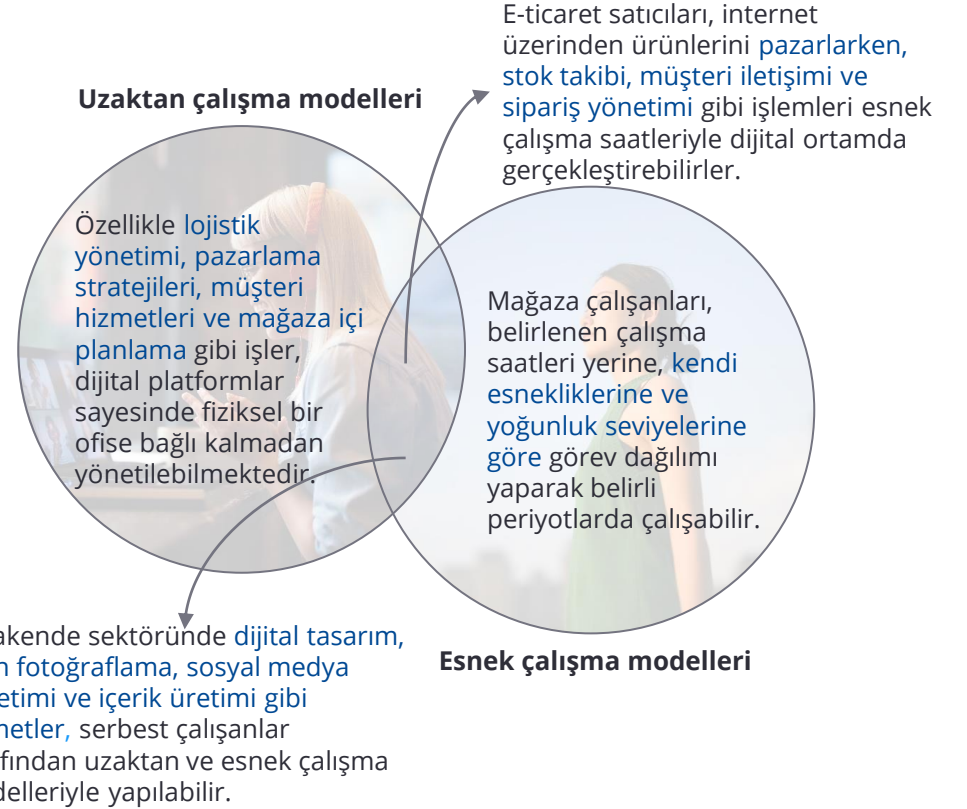 E-ticaret satıcıları, internet
üzerinden ürünlerini pazarlarken,
stok takibi, müşteri iletişimi ve
sipariş yönetimi gibi işlemleri esnek
çalışma saatleriyle dijital ortamda
gerçekleştirebilirler.
Uzaktan çalışma modelleri
Özellikle lojistik
yönetimi, pazarlama
stratejileri, müşteri
hizmetleri ve mağaza içi
planlama gibi işler,
dijital platformlar
sayesinde fiziksel bir
ofise bağlı kalmadan
yönetilebilmektedir.
Mağaza çalışanları,
belirlenen çalışma
saatleri yerine, kendi
esnekliklerine ve
yoğunluk seviyelerine
göre görev dağılımı
yaparak belirli
periyotlarda çalışabilir.
Esnek çalışma modelleri
akende sektöründe dijital tasarım,
n fotoğraflama, sosyal medya
etimi ve içerik üretimi gibi
metler, serbest çalışanlar
fından uzaktan ve esnek çalışma
delleriyle yapılabilir.